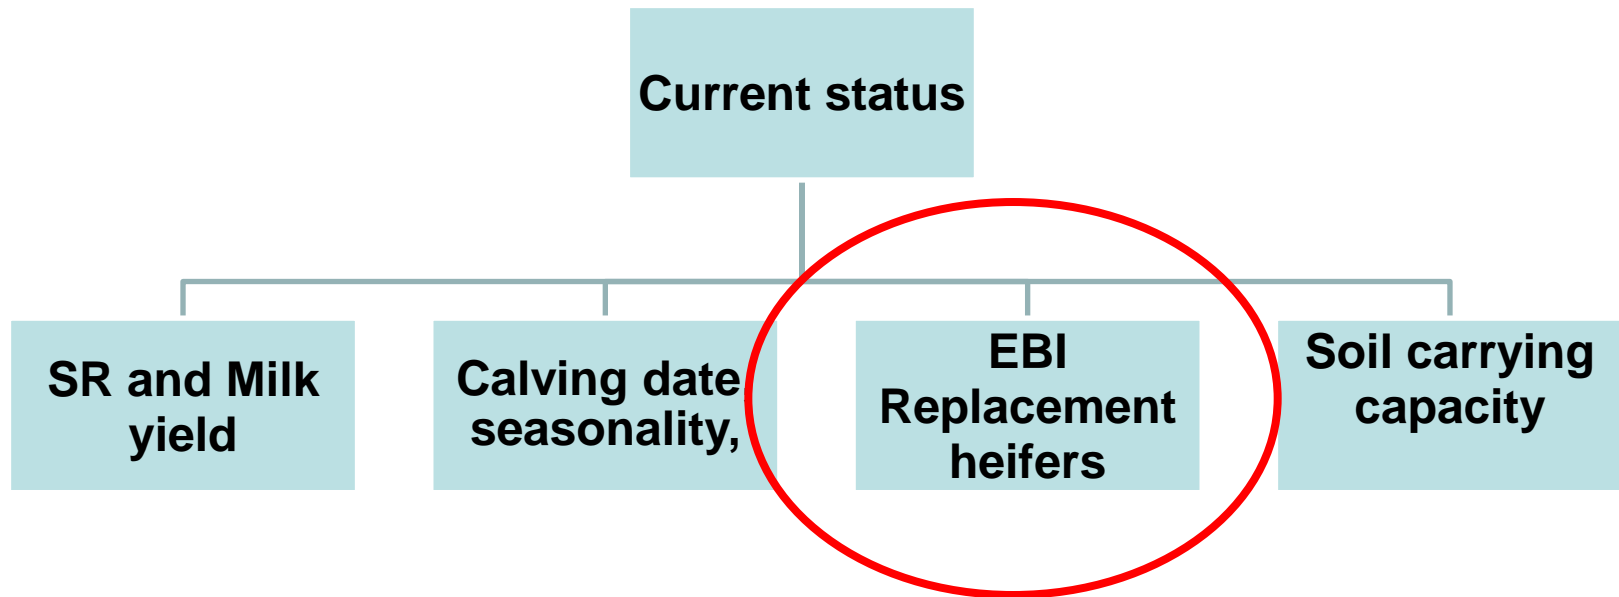 Current status
SR and Milk
yield
Calving date,
seasonality,
EBI
Replacement
heifers
Soil carrying
capacity